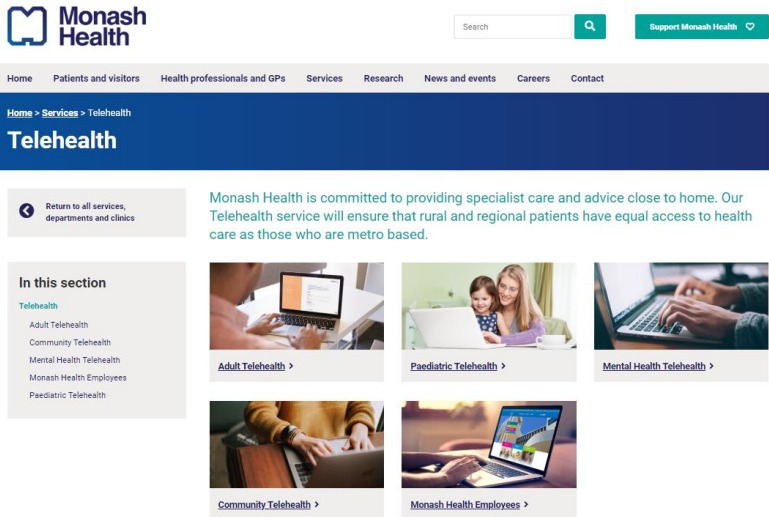 Monash
Health
Search
Support Monash Health
Home Patients and visitors Health professionals and GPs Services Research News and events Careers Contact
Home > Services > Telehealth
Telehealth
Return to all services,
departments and clinics
Monash Health is committed to providing specialist care and advice close to home. Our
Telehealth service will ensure that rural and regional patients have equal access to health
care as those who are metro based.
In this section
Telehealth
Adult Telehealth
Community Telehealth
Mental Health Telehealth
Monash Health Employees
Paediatric Telehealth
Adult Telehealth >
Paediatric Telehealth >
Mental Health Telehealth >
Community Telehealth >
Monash Health Employees >